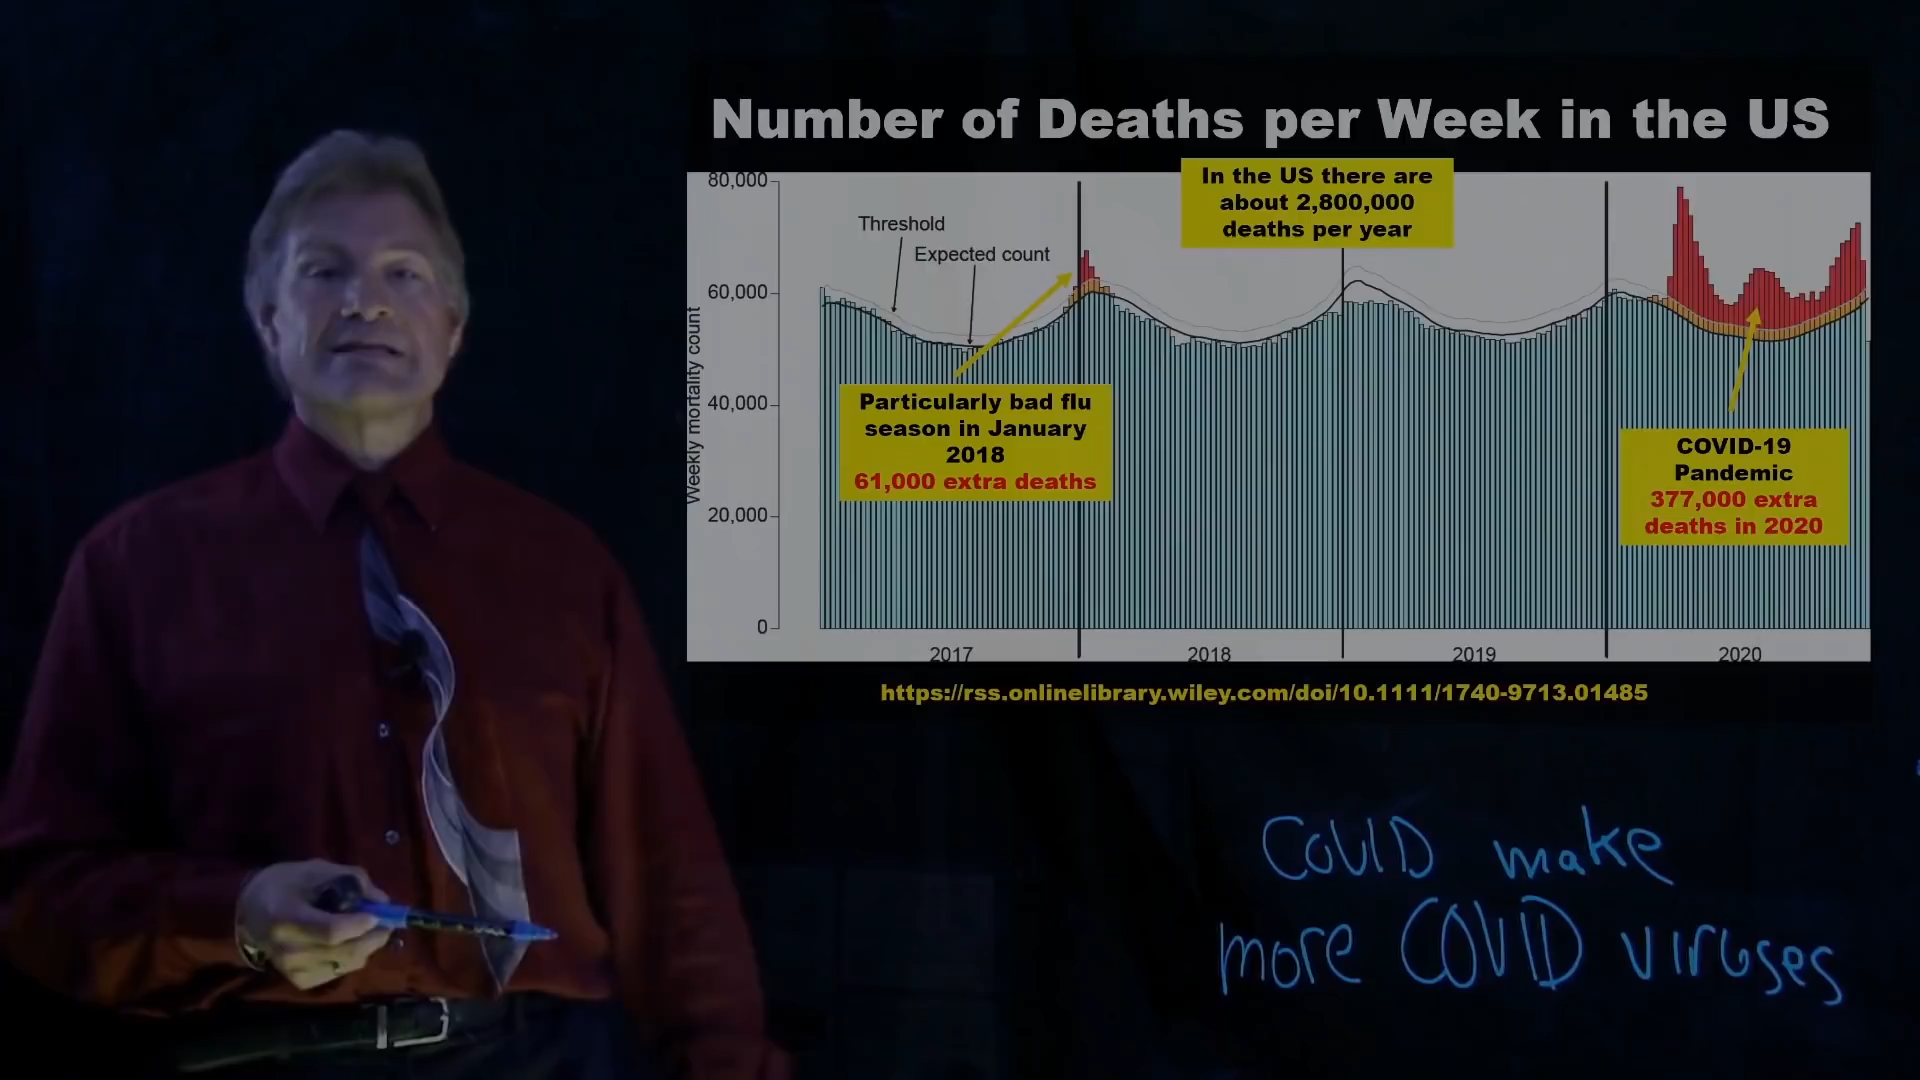 Number of Deaths per Week in the US
80,000
60,000
40,000
20,000
0
Weekly mortality count
Threshold
Expected count
In the US there are
about 2,800,000
deaths per year
Particularly bad flu
season in January
2018
61,000 extra deaths
COVID-19
Pandemic
377,000 extra
deaths in 2020
2017
2018
2019
2020
https://rss.onlinelibrary.wiley.com/doi/10.1111/1740-9713.01485
COVID make
more COVID viruses